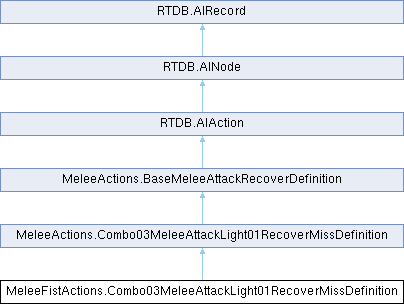 RTDB.AIRecord
RTDB.AINode
RTDB.AIAction
MeleeActions.BaseMeleeAttackRecoverDefinition
MeleeActions.Combo03MeleeAttackLight01RecoverMissDefinition
MeleeFistActions.Combo03MeleeAttackLight01RecoverMissDefinition